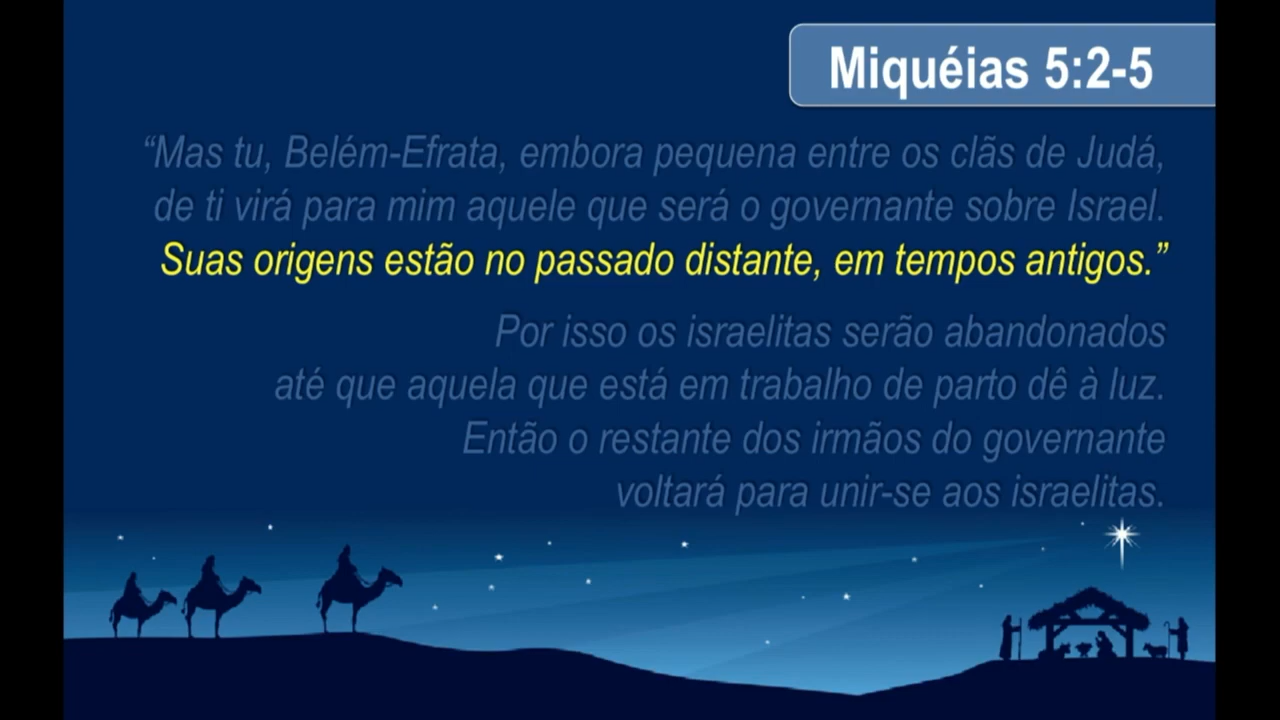 Miquéias 5:2-5
“Mas tu, Belém-Efrata, embora pequena entre os clãs de Judá,
de ti virá para mim aquele que será o governante sobre Israel.
Suas origens estão no passado distante, em tempos antigos.”
Por isso os israelitas serão abandonados
até que aquela que está em trabalho de parto dê à luz.
Então o restante dos irmãos do governante
voltará para unir-se aos israelitas.